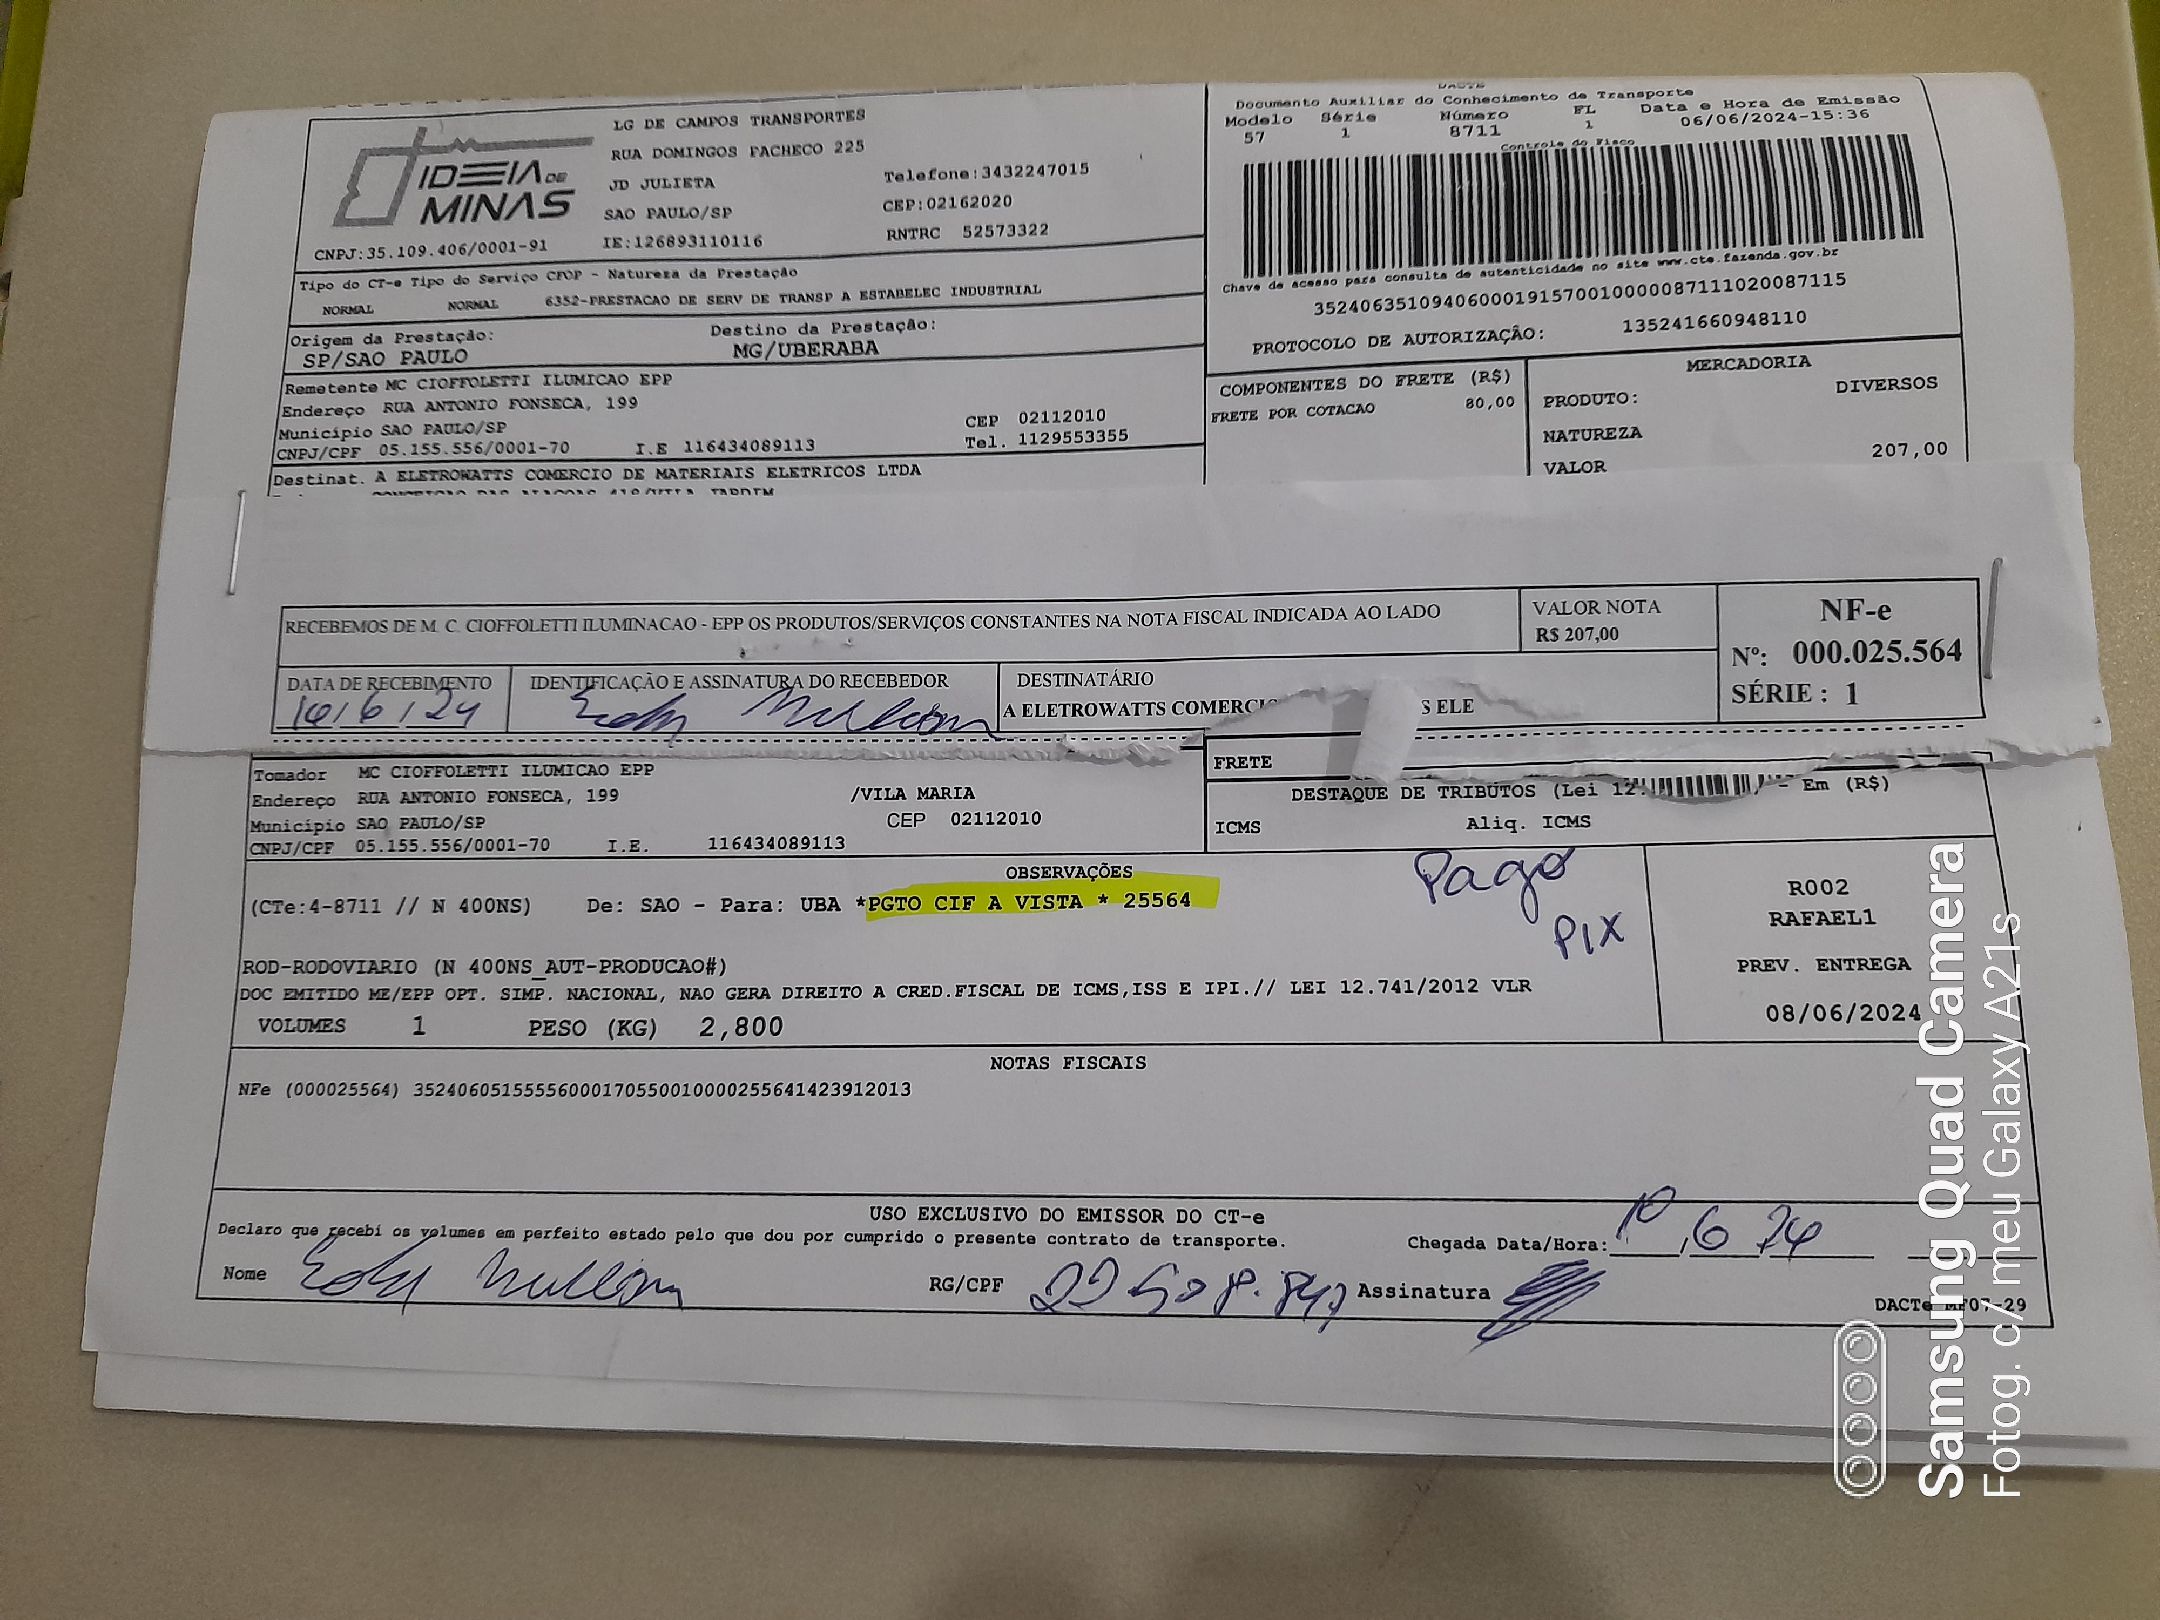 IDEIA DE
MINAS
CNPJ:35.109.406/0001-91
LG DE CAMPOS TRANSPORTES
RUA DOMINGOS PACHECO 225
JD JULIETA
SAO PAULO/SP
IE:126893110116
Telefone:3432247015
CEP:02162020
RNTRC 52573322
DACTE
Documento Auxiliar do Conhecimento de Transporte
Modelo Série Número FL Data e Hora de Emissão
57 1 8711 1 06/06/2024-15:36
Controle do Fisco
Chave de acesso para consulta de autenticidade no site www.cte.fazenda.gov.br
35240635109406000191570010000087111020087115
PROTOCOLO DE AUTORIZAÇÃO: 135241660948110
Tipo do CT-e Tipo do Serviço CFOP - Natureza da Prestação
NORMAL NORMAL 6352-PRESTACAO DE SERV DE TRANSP A ESTABELEC INDUSTRIAL
Origem da Prestação: Destino da Prestação:
SP/SAO PAULO MG/UBERABA
Remetente MC CIOFFOLETTI ILUMICAO EPP
Endereço RUA ANTONIO FONSECA, 199
Município SAO PAULO/SP CEP 02112010
CNPJ/CPF 05.155.556/0001-70 I.E 116434089113 Tel. 1129553355
Destinat. A ELETROWATTS COMERCIO DE MATERIAIS ELETRICOS LTDA
COMPONENTES DO FRETE (R$)
FRETE POR COTACAO 80,00
MERCADORIA
PRODUTO: DIVERSOS
NATUREZA
VALOR 207,00
RECEBEMOS DE M. C. CIOFFOLETTI ILUMINACAO - EPP OS PRODUTOS/SERVIÇOS CONSTANTES NA NOTA FISCAL INDICADA AO LADO
VALOR NOTA
R$ 207,00
NF-e
Nº: 000.025.564
SÉRIE : 1
DATA DE RECEBIMENTO IDENTIFICAÇÃO E ASSINATURA DO RECEBEDOR DESTINATÁRIO
A ELETROWATTS COMERCIO S ELE
Tomador MC CIOFFOLETTI ILUMICAO EPP
Endereço RUA ANTONIO FONSECA, 199 /VILA MARIA
Município SAO PAULO/SP CEP 02112010
CNPJ/CPF 05.155.556/0001-70 I.E. 116434089113
FRETE
DESTAQUE DE TRIBUTOS (Lei 12. - Em (R$)
ICMS Aliq. ICMS
OBSERVAÇÕES
(CTe:4-8711 // N 400NS) De: SAO - Para: UBA *PGTO CIF A VISTA * 25564
Pago
PIX
R002
RAFAEL1
PREV. ENTREGA
08/06/2024
ROD-RODOVIARIO (N 400NS_AUT-PRODUCAO#)
DOC EMITIDO ME/EPP OPT. SIMP. NACIONAL, NAO GERA DIREITO A CRED.FISCAL DE ICMS,ISS E IPI.// LEI 12.741/2012 VLR
VOLUMES 1 PESO (KG) 2,800
NOTAS FISCAIS
NFe (000025564) 35240605155556000170550010000255641423912013
USO EXCLUSIVO DO EMISSOR DO CT-e
Declaro que recebi os volumes em perfeito estado pelo que dou por cumprido o presente contrato de transporte.
Chegada Data/Hora: 10 6 24
Nome RG/CPF Assinatura
DACTe MF07-29
Samsung Quad Camera
Fotog. c/ meu Galaxy A21s